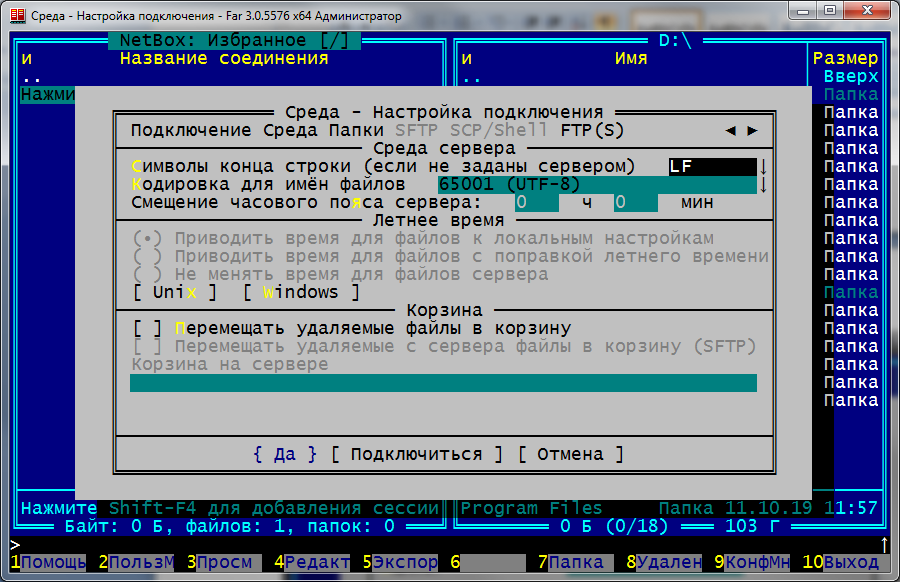 Среда - Настройка подключения - Far 3.0.5576 x64 Администратор
NetBox: Избранное [/] D:\
и Название соединения и Имя Размер
.. .. Вверх
Нажми Папка
Папка
Среда - Настройка подключения Папка
Подключение Среда Папки SFTP SCP/Shell FTP(S) ◄ ► Папка
Среда сервера Папка
Символы конца строки (если не заданы сервером) LF ↓ Папка
Кодировка для имён файлов 65001 (UTF-8) ↓ Папка
Смещение часового пояса сервера: 0 ч 0 мин Папка
Летнее время Папка
(•) Приводить время для файлов к локальным настройкам Папка
( ) Приводить время для файлов с поправкой летнего времени Папка
( ) Не менять время для файлов сервера Папка
[ Unix ] [ Windows ] Папка
Корзина Папка
[ ] Перемещать удаляемые файлы в корзину Папка
[ ] Перемещать удаляемые с сервера файлы в корзину (SFTP) Папка
Корзина на сервере Папка
Папка
Папка
{ Да } [ Подключиться ] [ Отмена ]
Нажмите Shift-F4 для добавления сессии Program Files Папка 11.10.19 11:57
Байт: 0 Б, файлов: 1, папок: 0 0 Б (0/18) 103 Г
> ↑
1Помощь 2ПользМ 3Просм 4Редакт 5Экспор 6 7Папка 8Удален 9КонфМн 10Выход